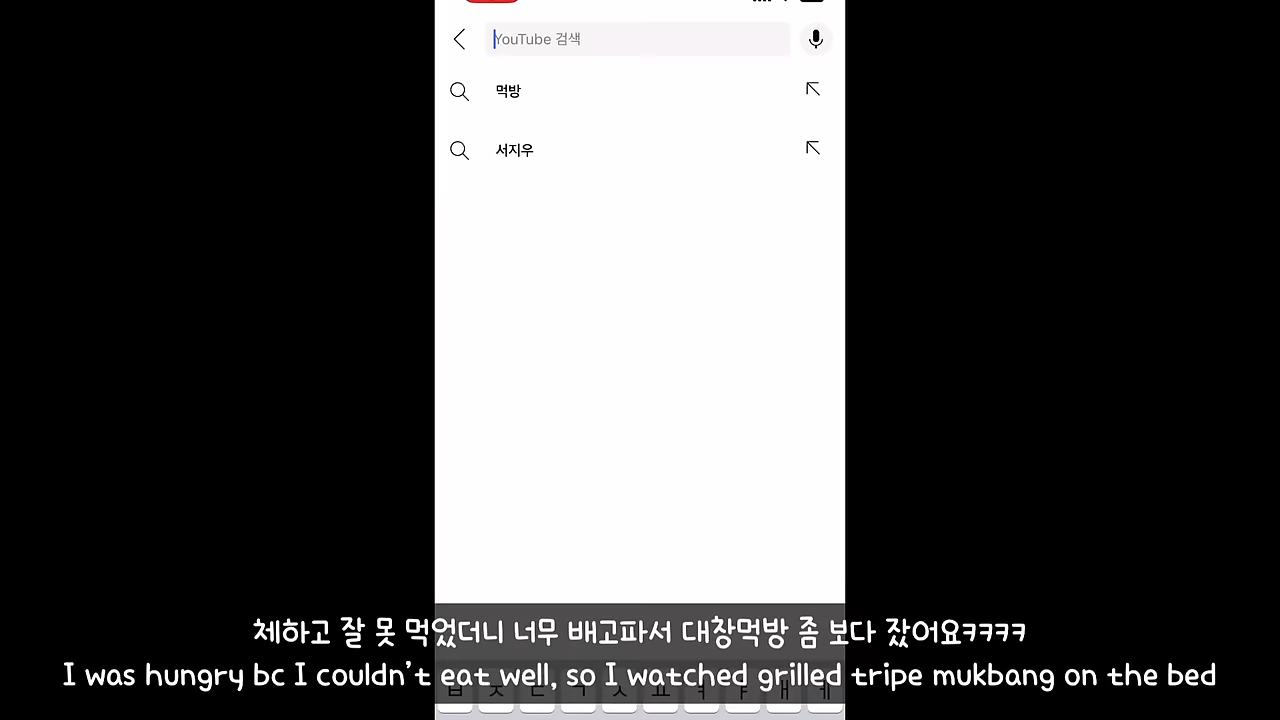 YouTube 검색
먹방
서지우
체하고 잘 못 먹었더니 너무 배고파서 대창먹방 좀 보다 잤어요ㅋㅋㅋㅋ
I was hungry bc I couldn't eat well, so I watched grilled tripe mukbang on the bed